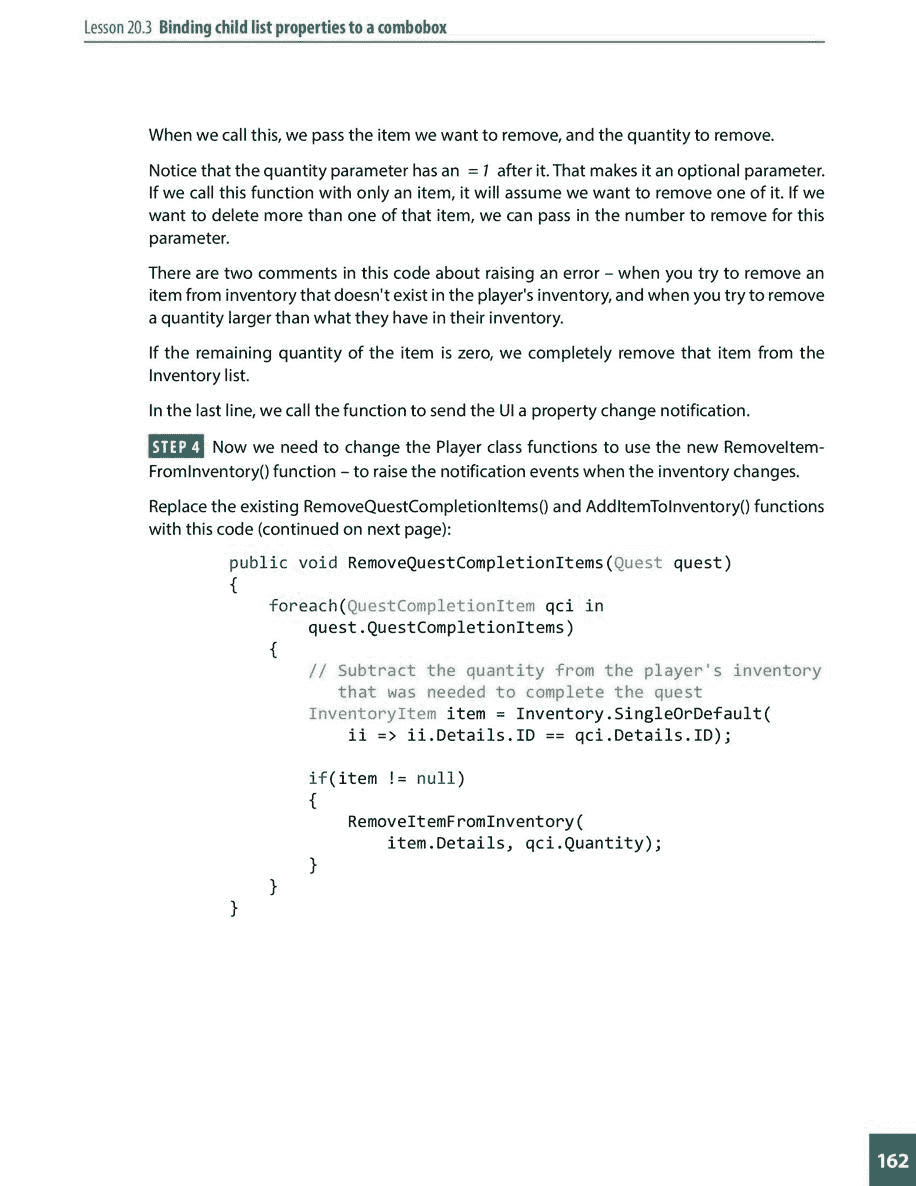 Lesson 20.3 Binding child list properties to a combobox
When we call this, we pass the item we want to remove, and the quantity to remove.
Notice that the quantity parameter has an = 1 after it. That makes it an optional parameter.
If we call this function with only an item, it will assume we want to remove one of it. If we
want to delete more than one of that item, we can pass in the number to remove for this
parameter.
There are two comments in this code about raising an error – when you try to remove an
item from inventory that doesn't exist in the player's inventory, and when you try to remove
a quantity larger than what they have in their inventory.
If the remaining quantity of the item is zero, we completely remove that item from the
Inventory list.
In the last line, we call the function to send the UI a property change notification.
STEP 4 Now we need to change the Player class functions to use the new RemoveItem-
FromInventory() function – to raise the notification events when the inventory changes.
Replace the existing RemoveQuestCompletionItems() and AddItemToInventory() functions
with this code (continued on next page):
public void RemoveQuestCompletionItems(Quest quest)
{
    foreach(QuestCompletionItem qci in
        quest.QuestCompletionItems)
    {
        // Subtract the quantity from the player's inventory
           that was needed to complete the quest
        InventoryItem item = Inventory.SingleOrDefault(
            ii => ii.Details.ID == qci.Details.ID);
        if(item != null)
        {
            RemoveItemFromInventory(
                item.Details, qci.Quantity);
        }
    }
}
162